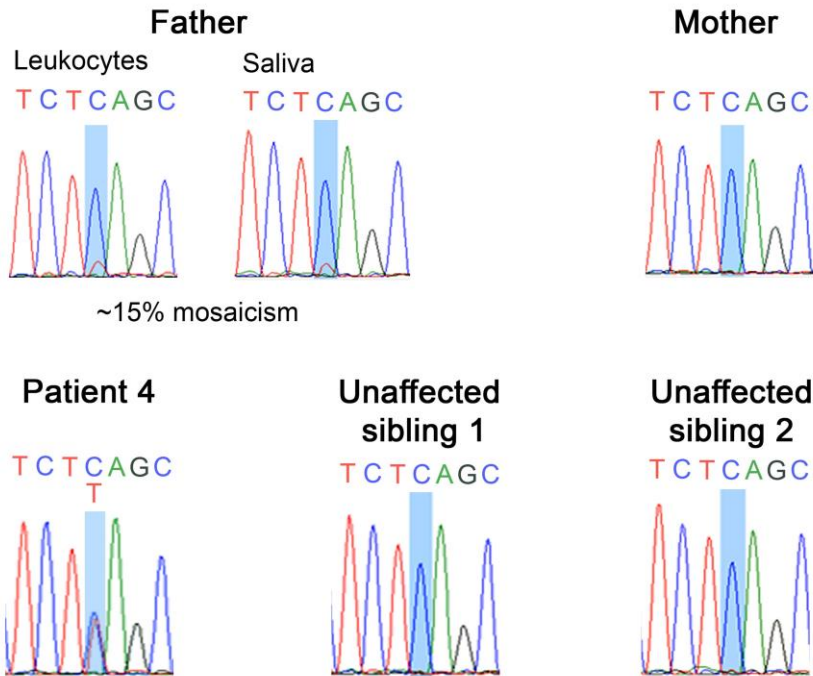 Father
Mother
Leukocytes
Saliva
TCTCAGC
TCTCAGC
TCTCAGC
~15% mosaicism
Patient 4
Unaffected
sibling 1
Unaffected
sibling 2
TCTCAGC
T
TCTCAGC
TCTCAGC